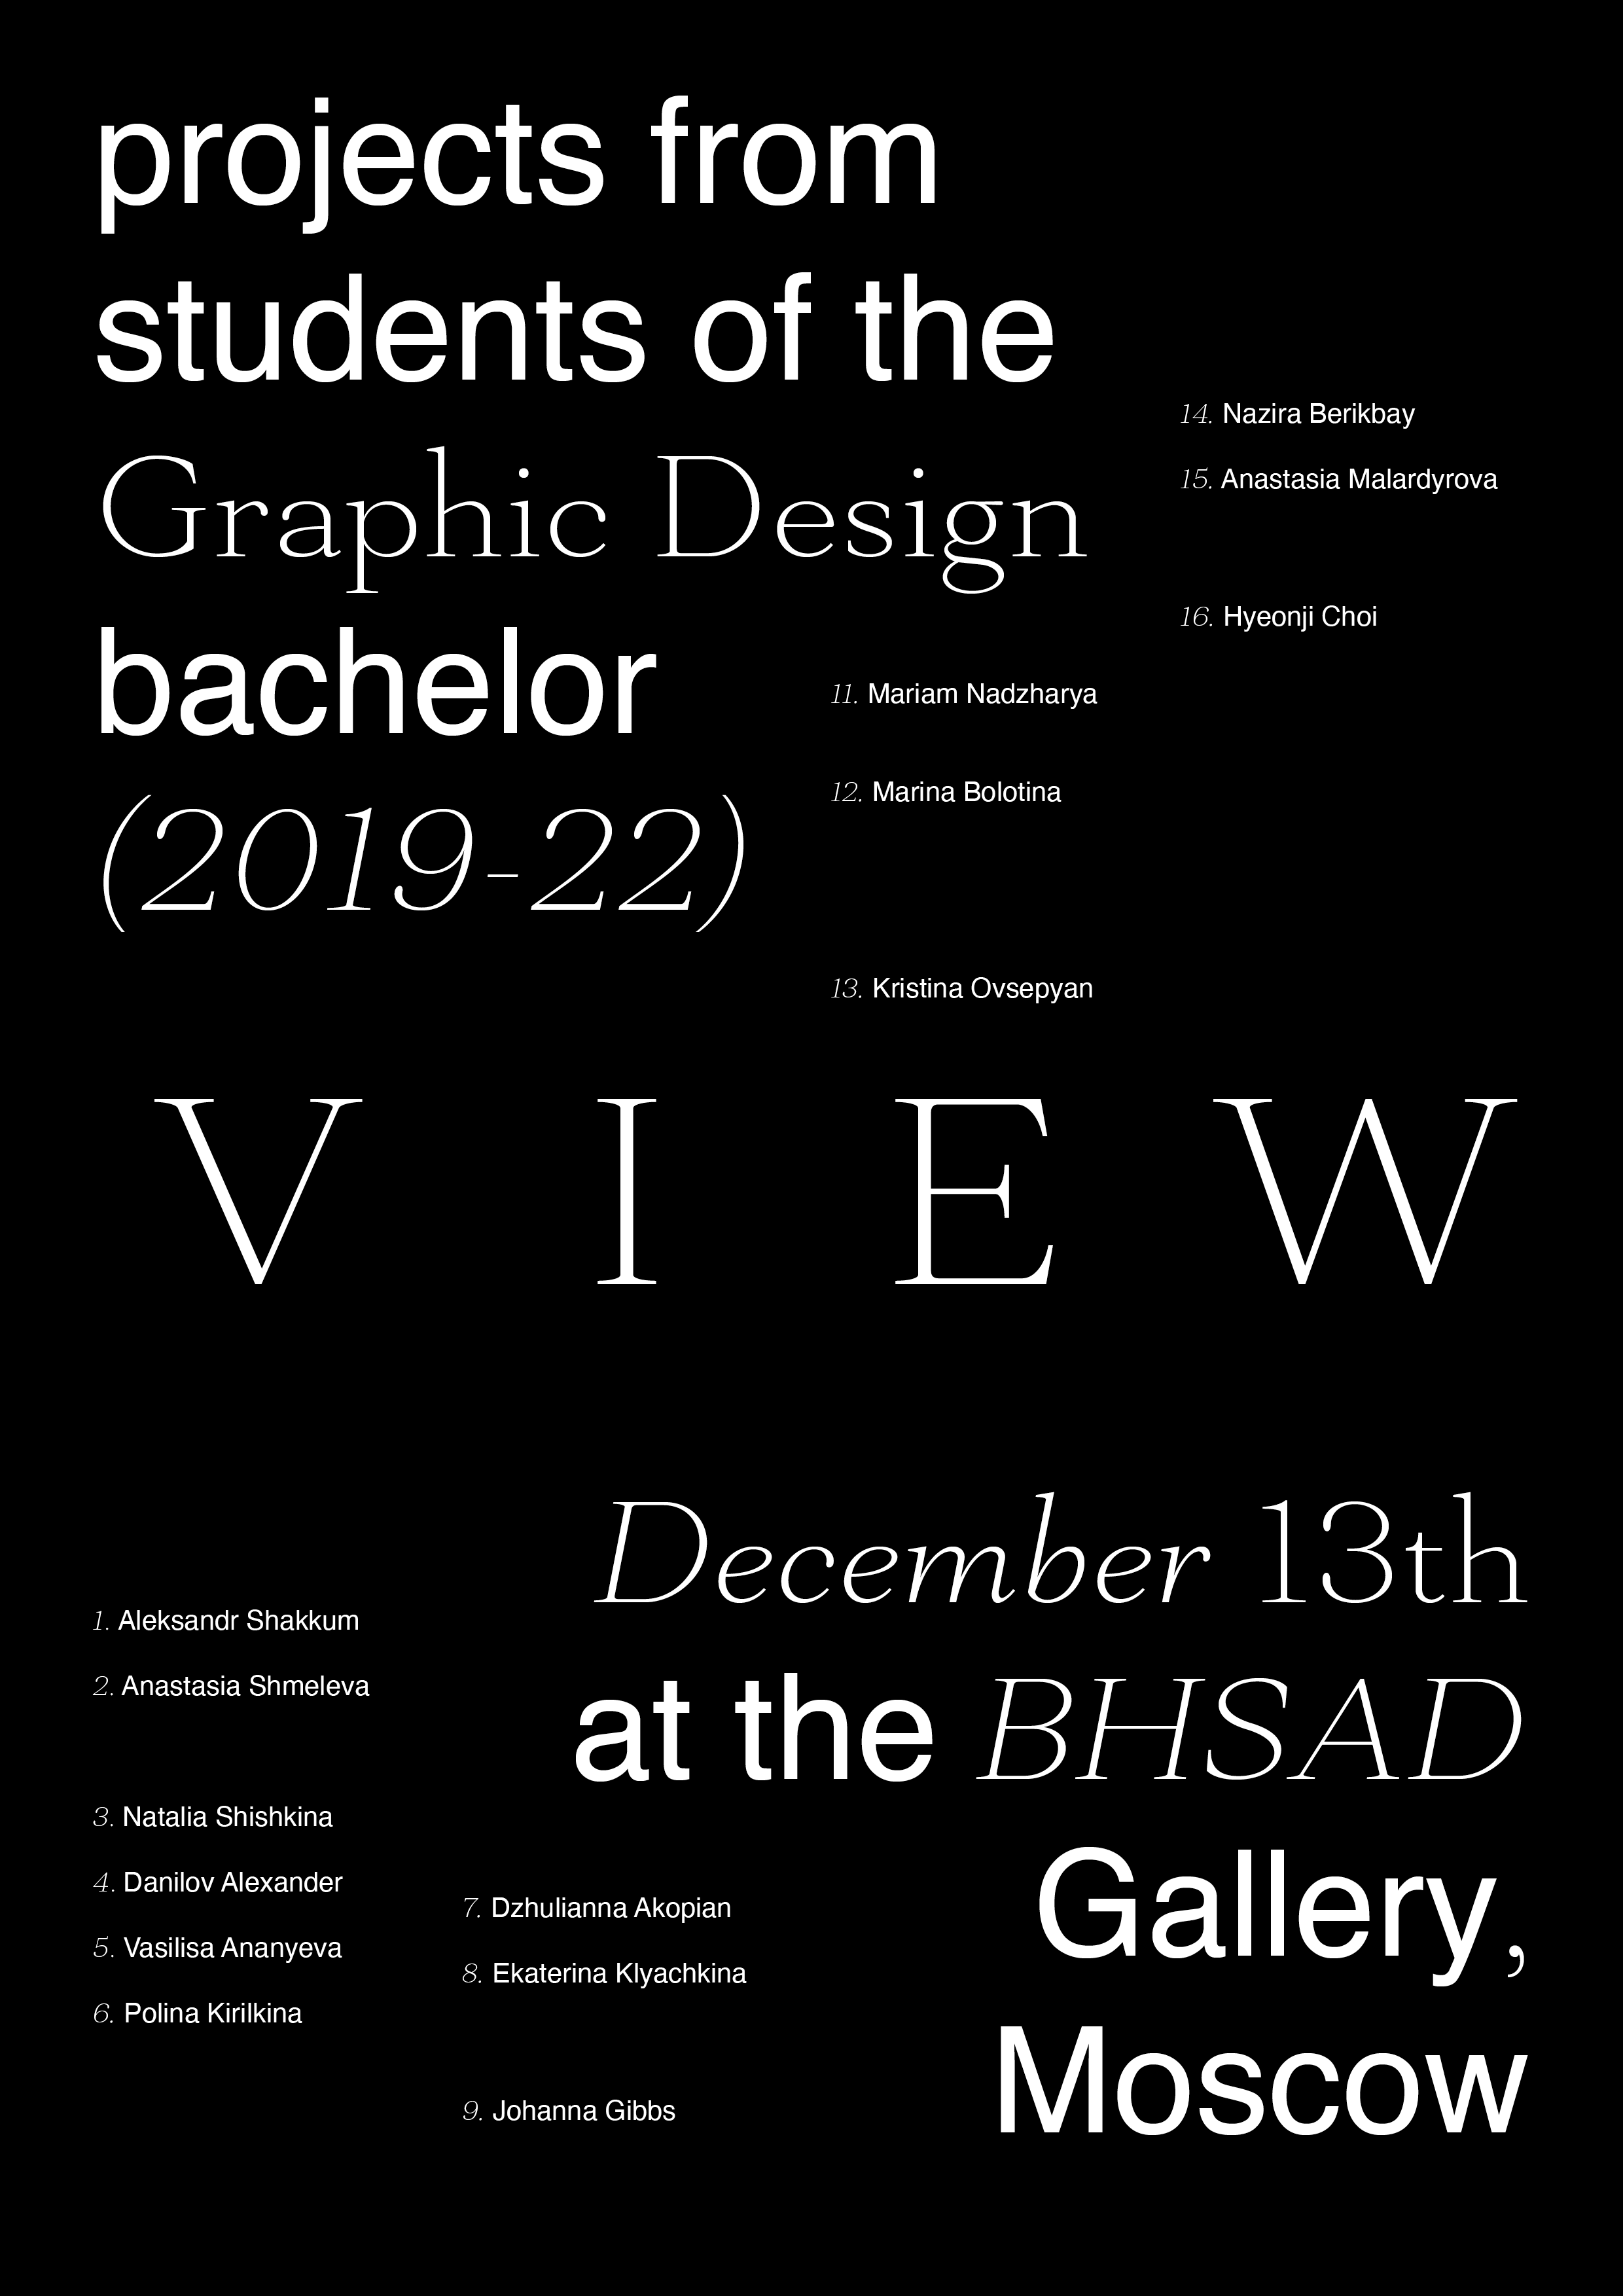 projects from
students of the
Graphic Design
bachelor
(2019-22)
14. Nazira Berikbay
15. Anastasia Malardyrova
16. Hyeonji Choi
11. Mariam Nadzharya
12. Marina Bolotina
13. Kristina Ovsepyan
V I E W
December 13th
at the BHSAD
Gallery,
Moscow
1. Aleksandr Shakkum
2. Anastasia Shmeleva
3. Natalia Shishkina
4. Danilov Alexander
5. Vasilisa Ananyeva
6. Polina Kirilkina
7. Dzhulianna Akopian
8. Ekaterina Klyachkina
9. Johanna Gibbs